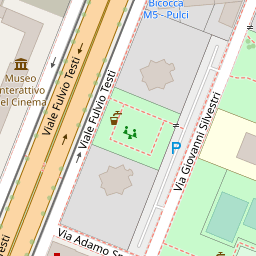 Bicocca
M5 - Pulci
Museo
Interattivo
del Cinema
Viale Fulvio Testi
Viale Fulvio Testi
Testi
P
Via Giovanni Silvestri
Via Adamo